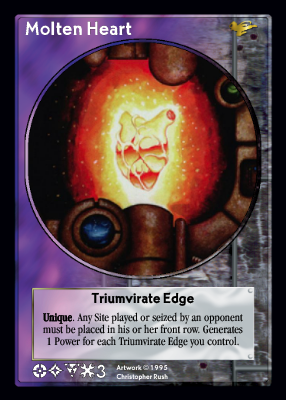 Molten Heart
Triumvirate Edge
Unique. Any Site played or seized by an opponent
must be placed in his or her front row. Generates
1 Power for each Triumvirate Edge you control.
3
Artwork © 1995
Christopher Rush